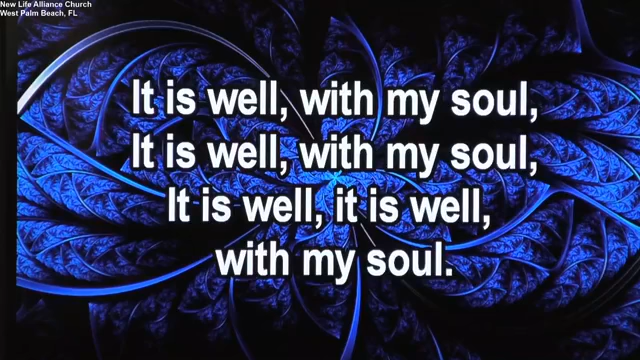 New Life Alliance Church
West Palm Beach, FL
It is well, with my soul,
It is well, with my soul,
It is well, it is well,
with my soul.